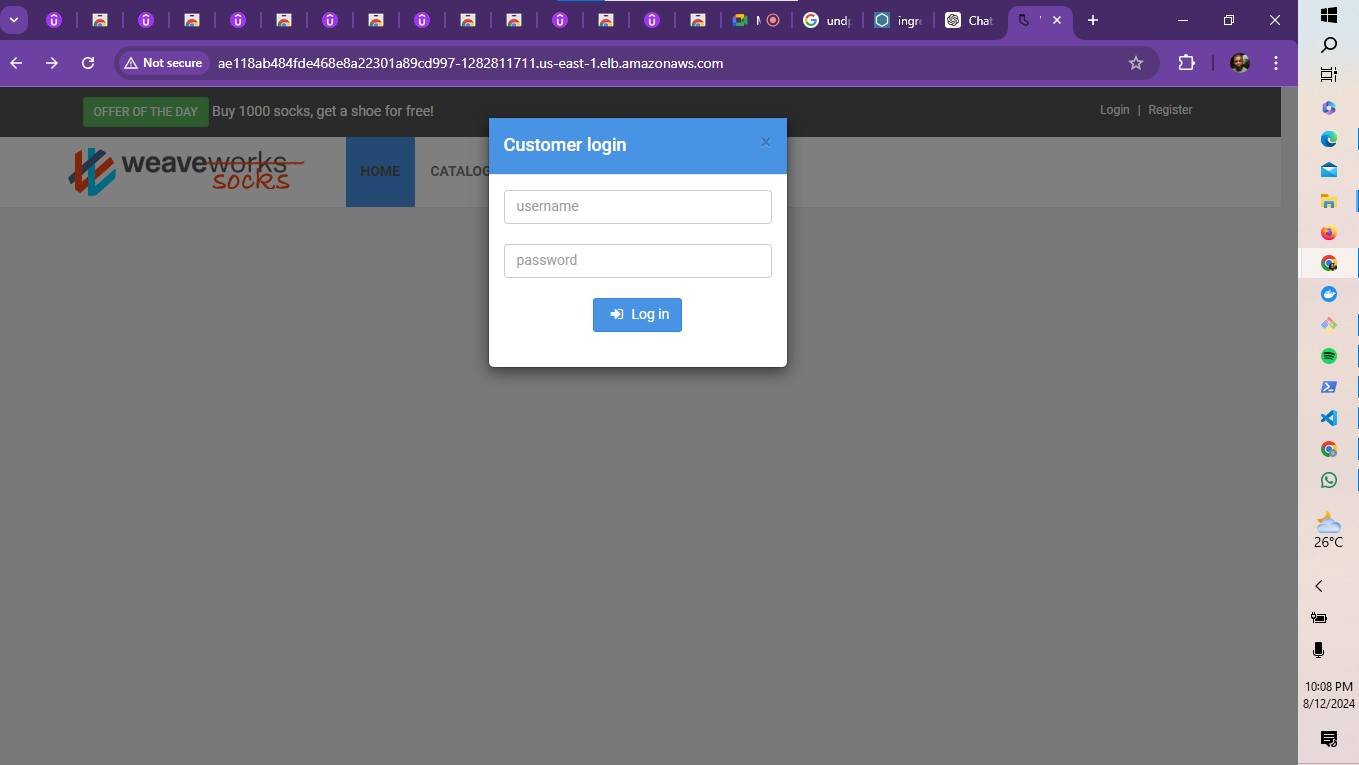 M
und
ingre
Chat
Not secure
ae118ab484fde468e8a22301a89cd997-1282811711.us-east-1.elb.amazonaws.com
OFFER OF THE DAY Buy 1000 socks, get a shoe for free!
Login | Register
weaveworks
socks
HOME
CATALOG
Customer login
×
username
password
Log in
26°C
10:08 PM
8/12/2024